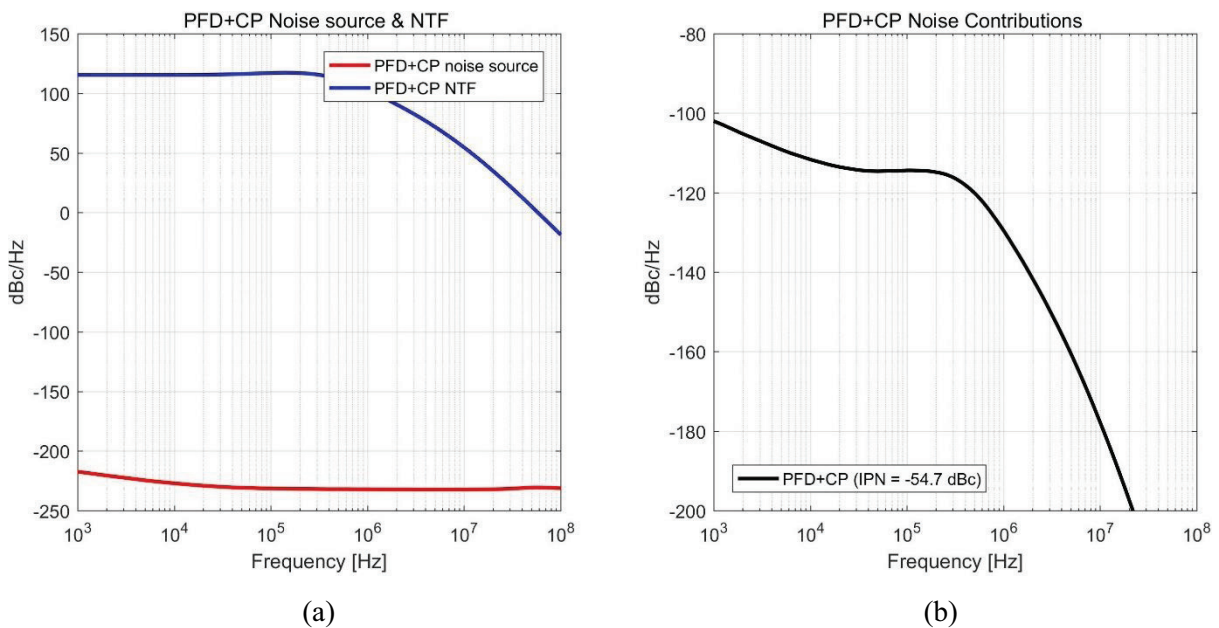 PFD+CP Noise source & NTF
150
100
50
0
-50
-100
-150
-200
-250
dBc/Hz
PFD+CP noise source
PFD+CP NTF
10^3
10^4
10^5
10^6
10^7
10^8
Frequency [Hz]
(a)
PFD+CP Noise Contributions
-80
-100
-120
-140
-160
-180
-200
dBc/Hz
PFD+CP (IPN = -54.7 dBc)
10^3
10^4
10^5
10^6
10^7
10^8
Frequency [Hz]
(b)